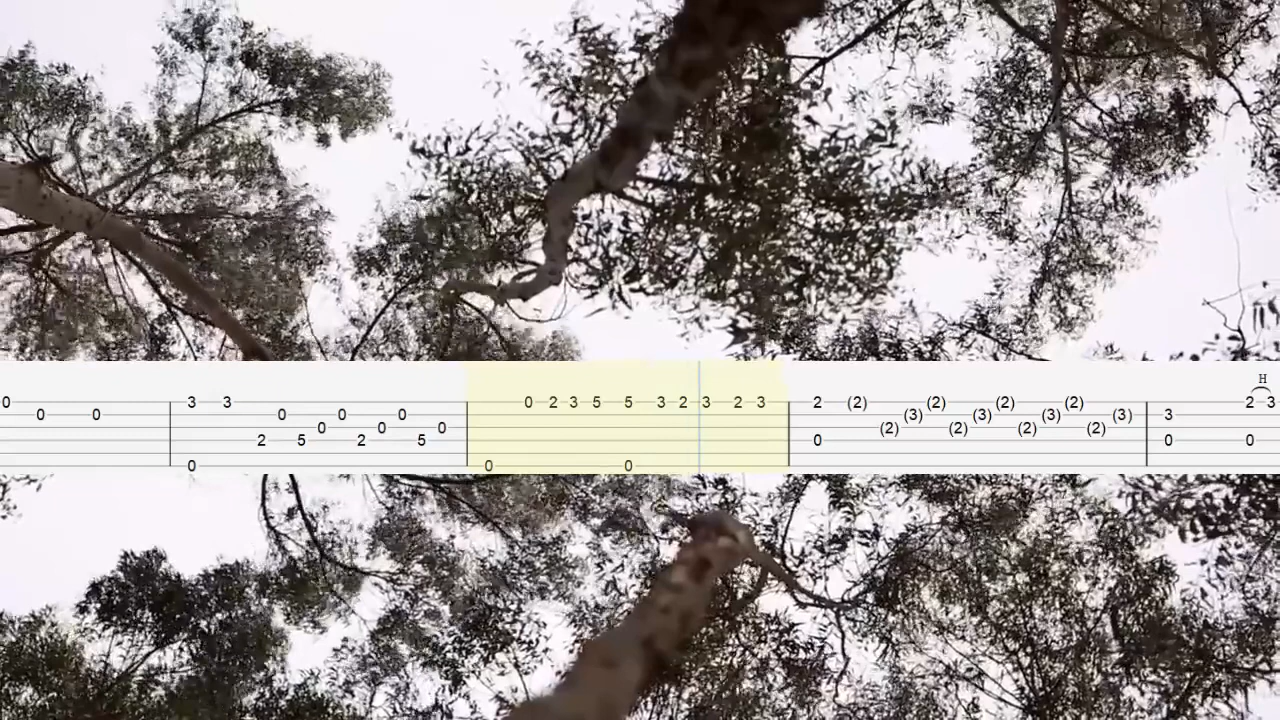 H
0 3 3 0 2 3 5 5 3 2 3 2 3 2 (2) (2) (2) (2) 2 3
0 0 0 0 0 (3) (3) (3) (3) 3
0 0 0 (2) (2) (2) (2)
2 5 2 5 0 0 0
0 0 0